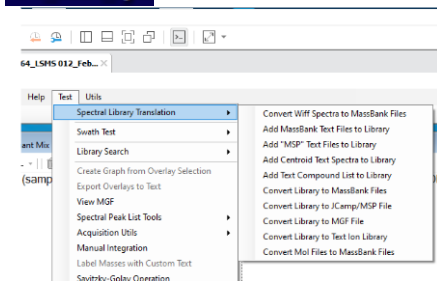 64_LSMS 012_Feb...
Help Test Utils
Spectral Library Translation
Swath Test
Library Search
Create Graph from Overlay Selection
Export Overlays to Text
View MGF
Spectral Peak List Tools
Acquisition Utils
Manual Integration
Label Masses with Custom Text
Savitzky-Golay Operation
Convert Wiff Spectra to MassBank Files
Add MassBank Text Files to Library
Add "MSP" Text Files to Library
Add Centroid Text Spectra to Library
Add Text Compound List to Library
Convert Library to MassBank Files
Convert Library to JCamp/MSP File
Convert Library to MGF File
Convert Library to Text Ion Library
Convert Mol Files to MassBank Files
ant Mix
(samp